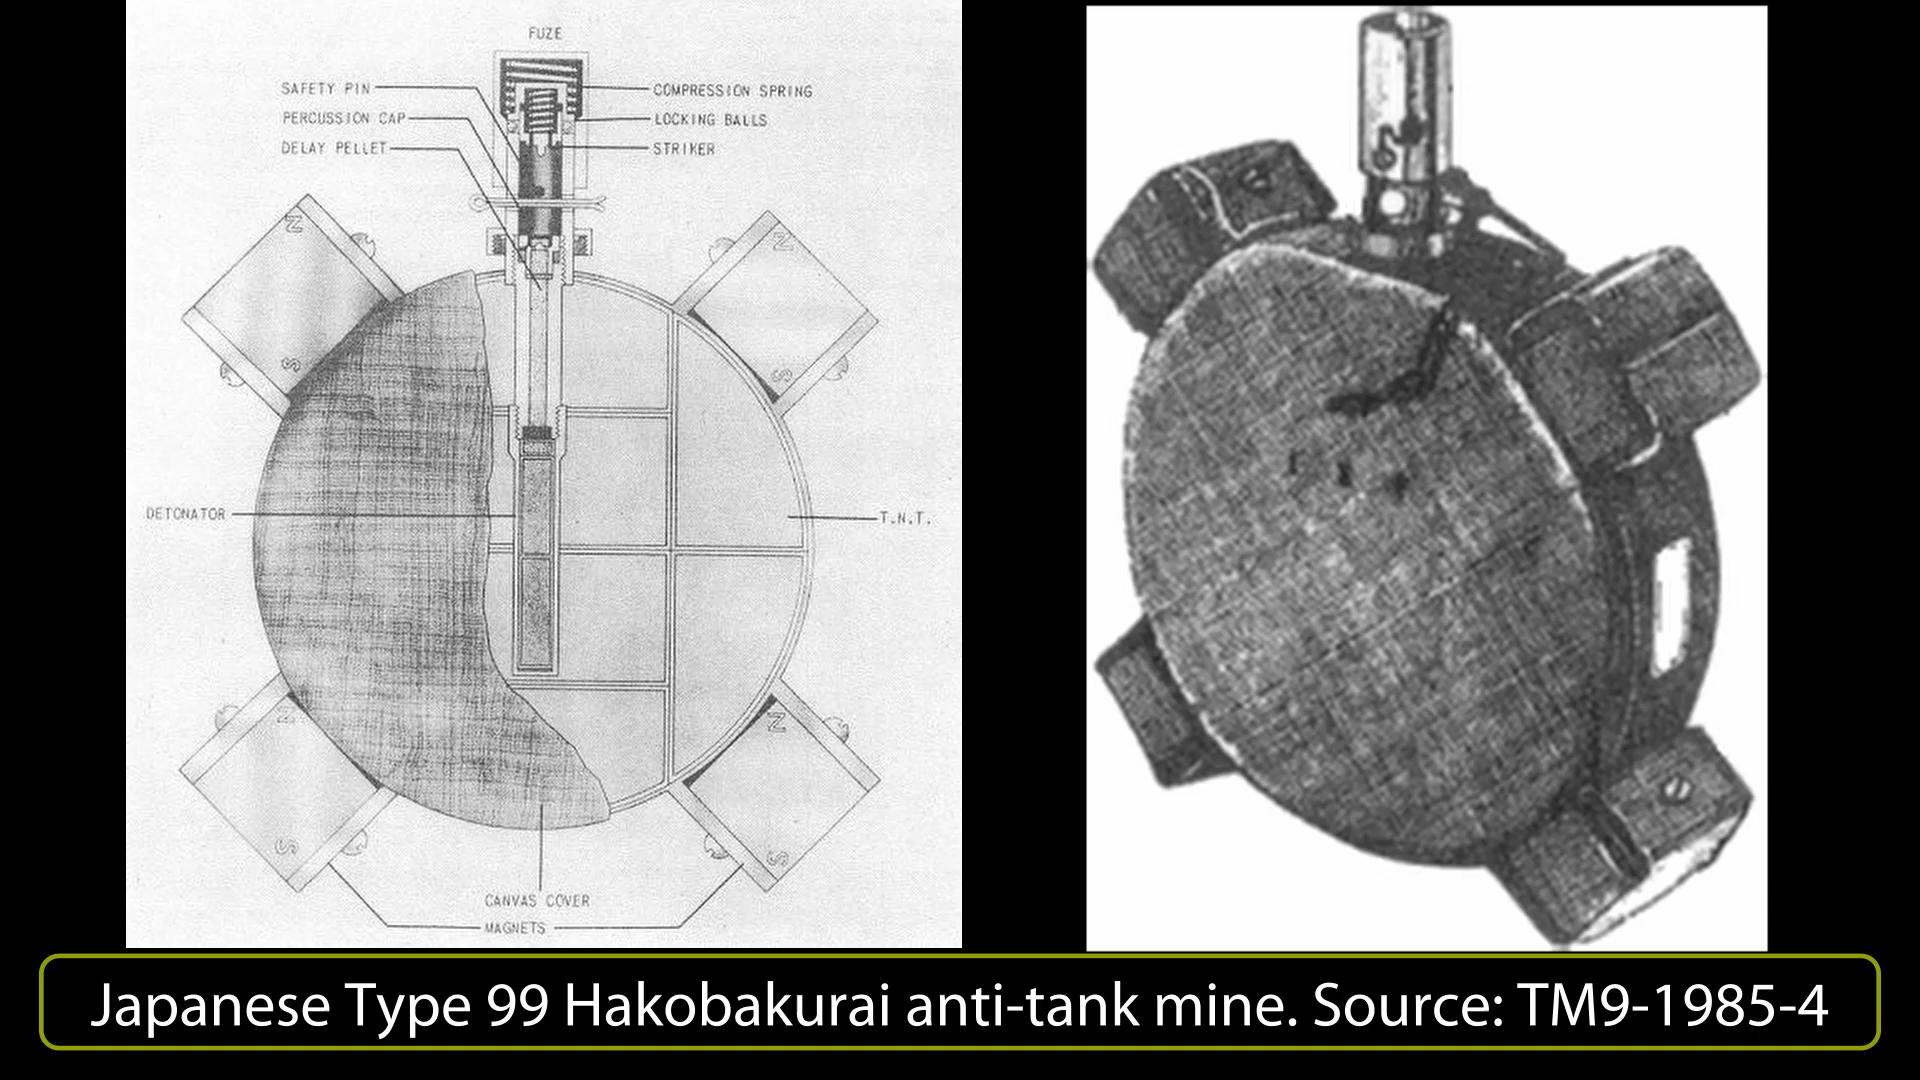 FUZE
SAFETY PIN
PERCUSSION CAP
DELAY PELLET
COMPRESSION SPRING
LOCKING BALLS
STRIKER
N
N
S
S
DETONATOR
T.N.T.
N
N
S
S
CANVAS COVER
MAGNETS
Japanese Type 99 Hakobakurai anti-tank mine. Source: TM9-1985-4